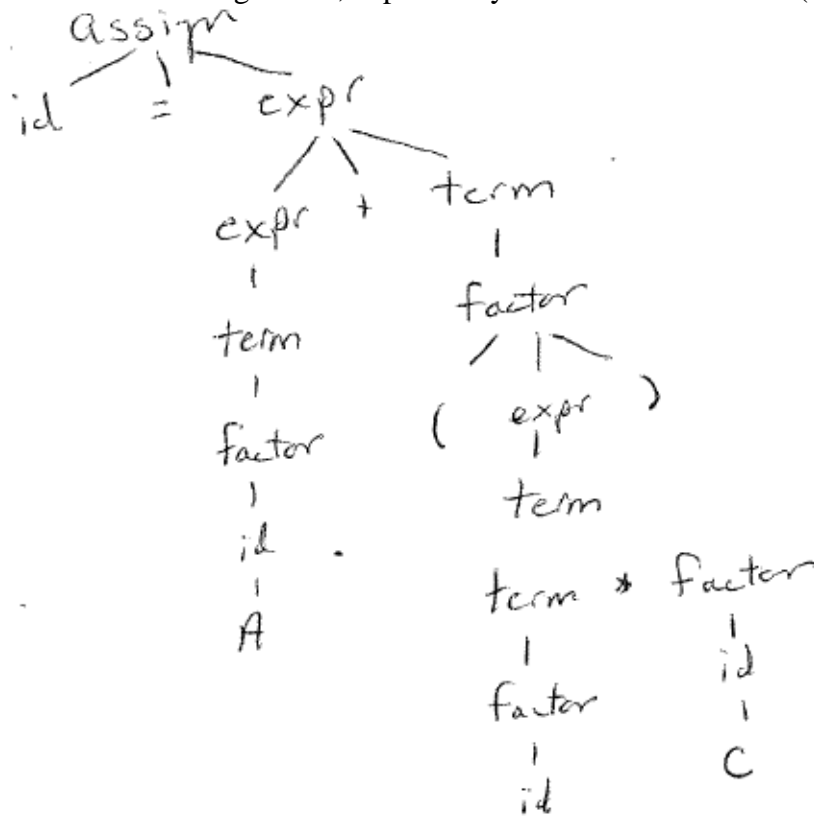 assign
id = expr
expr + term
term factor
factor ( expr )
id term
A term * factor
factor id
id C